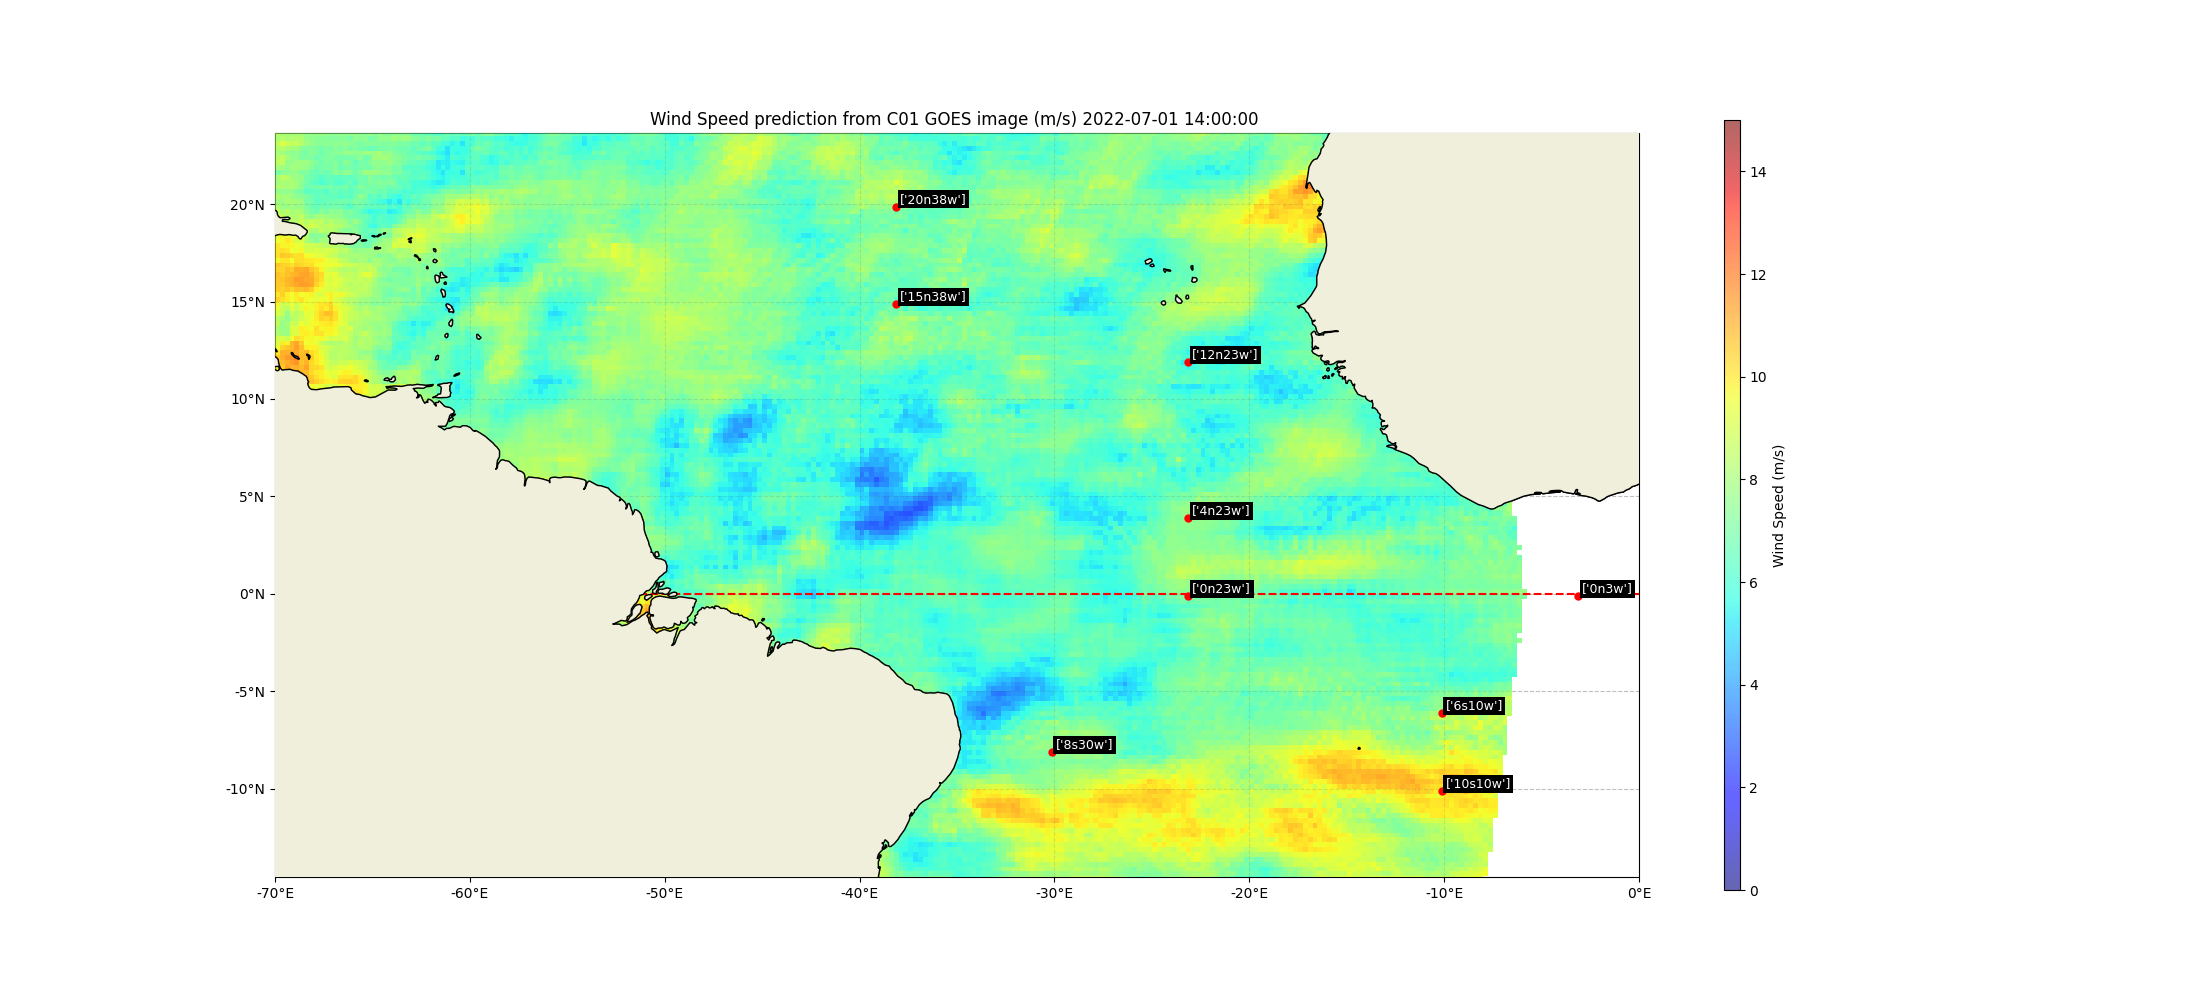 Wind Speed prediction from C01 GOES image (m/s) 2022-07-01 14:00:00
20°N
15°N
10°N
5°N
0°N
-5°N
-10°N
['20n38w']
['15n38w']
['12n23w']
['4n23w']
['0n23w']
['0n3w']
['6s10w']
['8s30w']
['10s10w']
-70°E
-60°E
-50°E
-40°E
-30°E
-20°E
-10°E
0°E
14
12
10
8
6
4
2
0
Wind Speed (m/s)